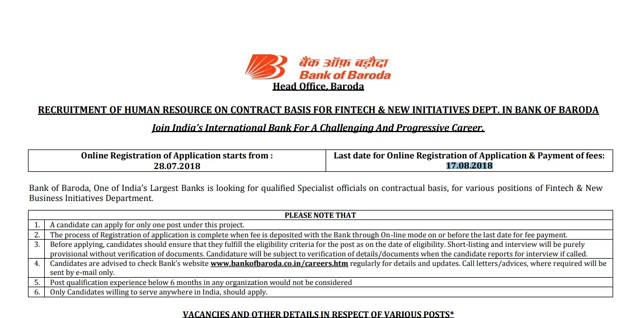 बैंक ऑफ़ बड़ौदा
Bank of Baroda
Head Office, Baroda
RECRUITMENT OF HUMAN RESOURCE ON CONTRACT BASIS FOR FINTECH & NEW INITIATIVES DEPT. IN BANK OF BARODA
Join India's International Bank For A Challenging And Progressive Career.
Online Registration of Application starts from : Last date for Online Registration of Application & Payment of fees:
28.07.2018 17.08.2018
Bank of Baroda, One of India's Largest Banks is looking for qualified Specialist officials on contractual basis, for various positions of Fintech & New
Business Initiatives Department.
PLEASE NOTE THAT
1. A candidate can apply for only one post under this project.
2. The process of Registration of application is complete when fee is deposited with the Bank through On-line mode on or before the last date for fee payment.
3. Before applying, candidates should ensure that they fulfill the eligibility criteria for the post as on the date of eligibility. Short-listing and interview will be purely
provisional without verification of documents. Candidature will be subject to verification of details/documents when the candidate reports for interview if called.
4. Candidates are advised to check Bank's website www.bankofbaroda.co.in/careers.htm regularly for details and updates. Call letters/advices, where required will be
sent by e-mail only.
5. Post qualification experience below 6 months in any organization would not be considered
6. Only Candidates willing to serve anywhere in India, should apply.
VACANCIES AND OTHER DETAILS IN RESPECT OF VARIOUS POSTS*